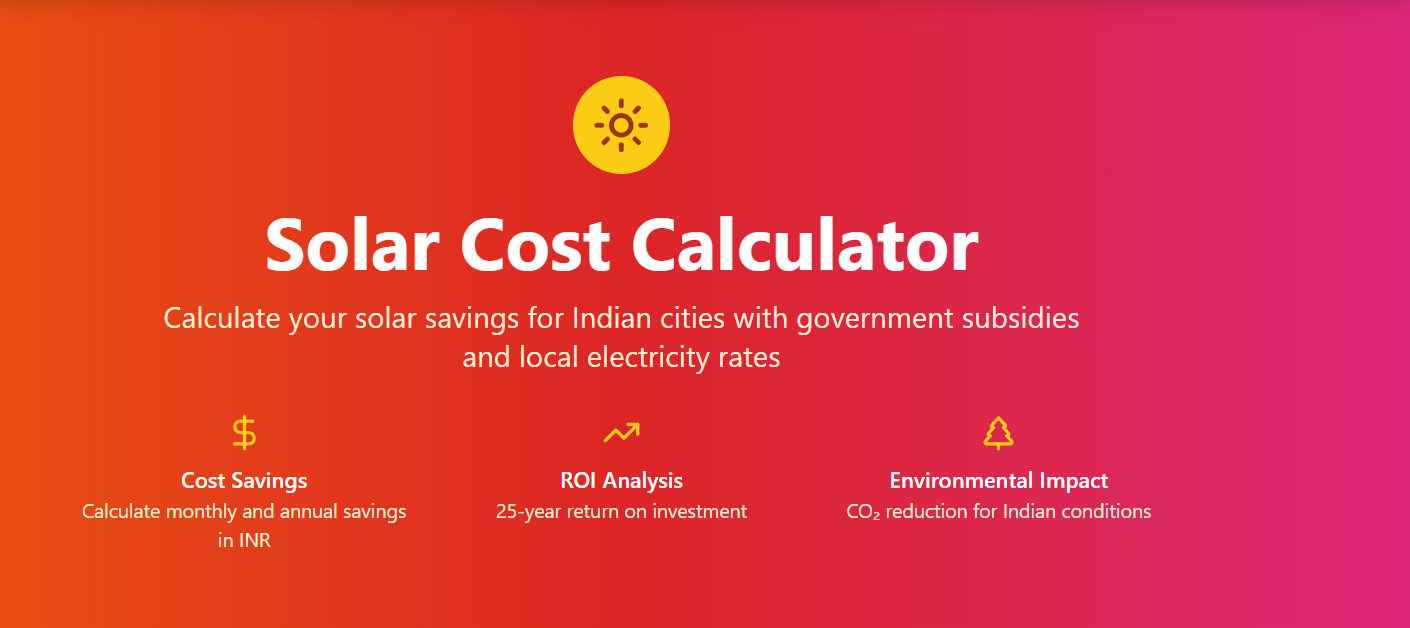 Solar Cost Calculator
Calculate your solar savings for Indian cities with government subsidies
and local electricity rates
Cost Savings
Calculate monthly and annual savings
in INR
ROI Analysis
25-year return on investment
Environmental Impact
CO₂ reduction for Indian conditions